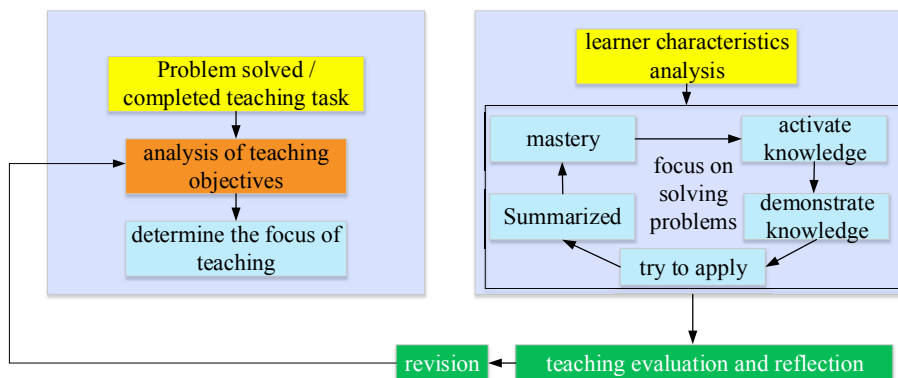 Problem solved /
completed teaching task
analysis of teaching
objectives
determine the focus of
teaching
learner characteristics
analysis
mastery
activate
knowledge
focus on
solving
problems
Summarized
demonstrate
knowledge
try to apply
revision
teaching evaluation and reflection